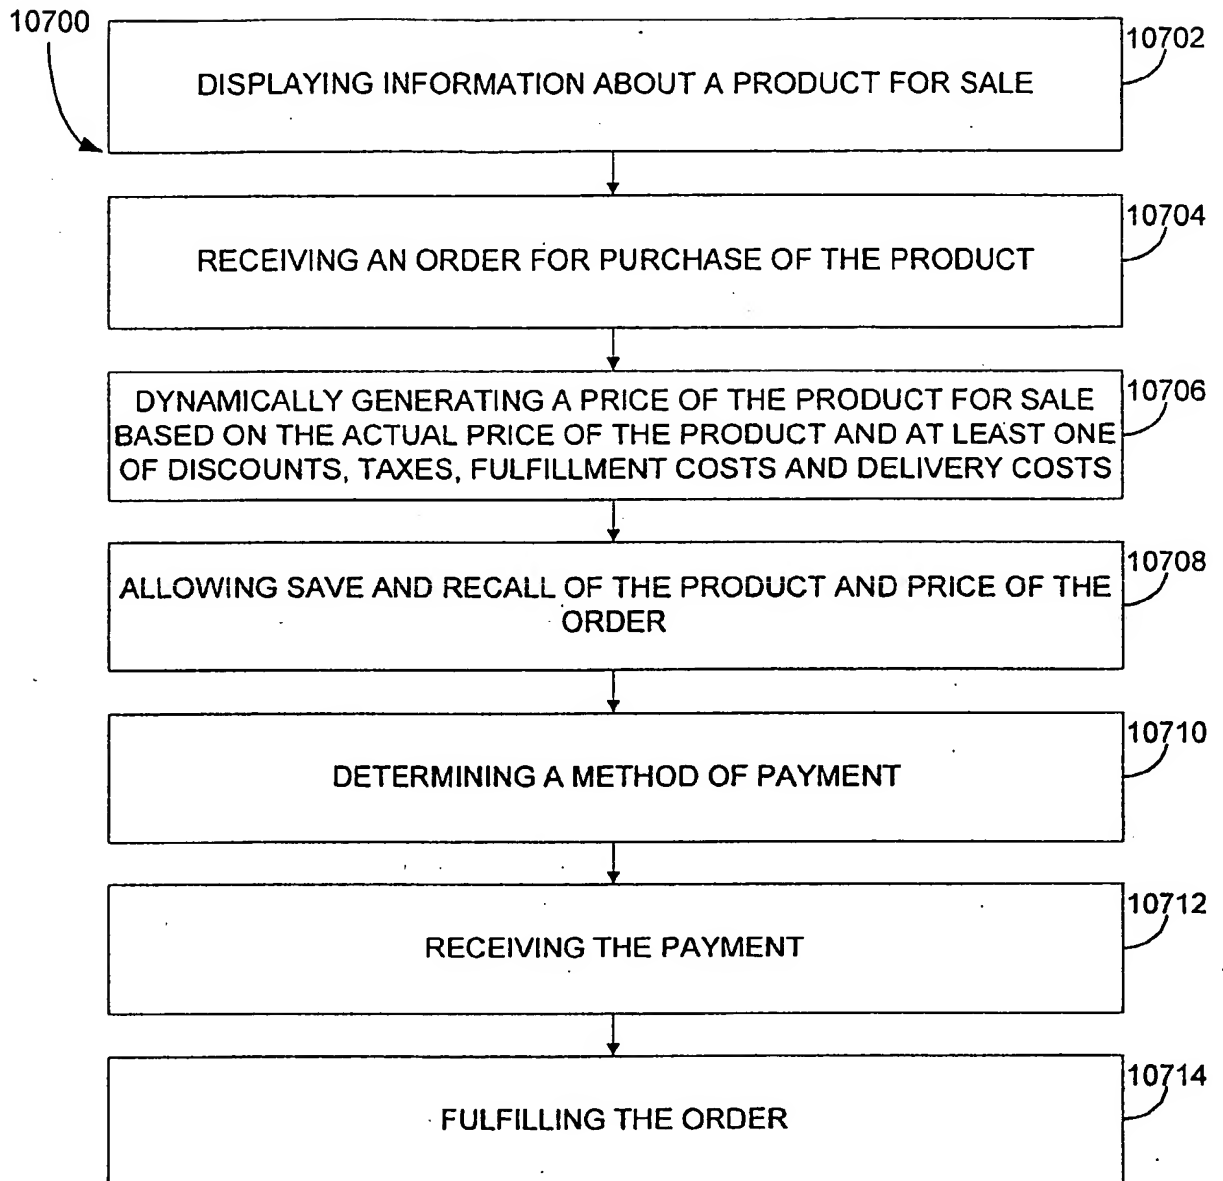 10700
10702
DISPLAYING INFORMATION ABOUT A PRODUCT FOR SALE
10704
RECEIVING AN ORDER FOR PURCHASE OF THE PRODUCT
10706
DYNAMICALLY GENERATING A PRICE OF THE PRODUCT FOR SALE
BASED ON THE ACTUAL PRICE OF THE PRODUCT AND AT LEAST ONE
OF DISCOUNTS, TAXES, FULFILLMENT COSTS AND DELIVERY COSTS
10708
ALLOWING SAVE AND RECALL OF THE PRODUCT AND PRICE OF THE
ORDER
10710
DETERMINING A METHOD OF PAYMENT
10712
RECEIVING THE PAYMENT
10714
FULFILLING THE ORDER